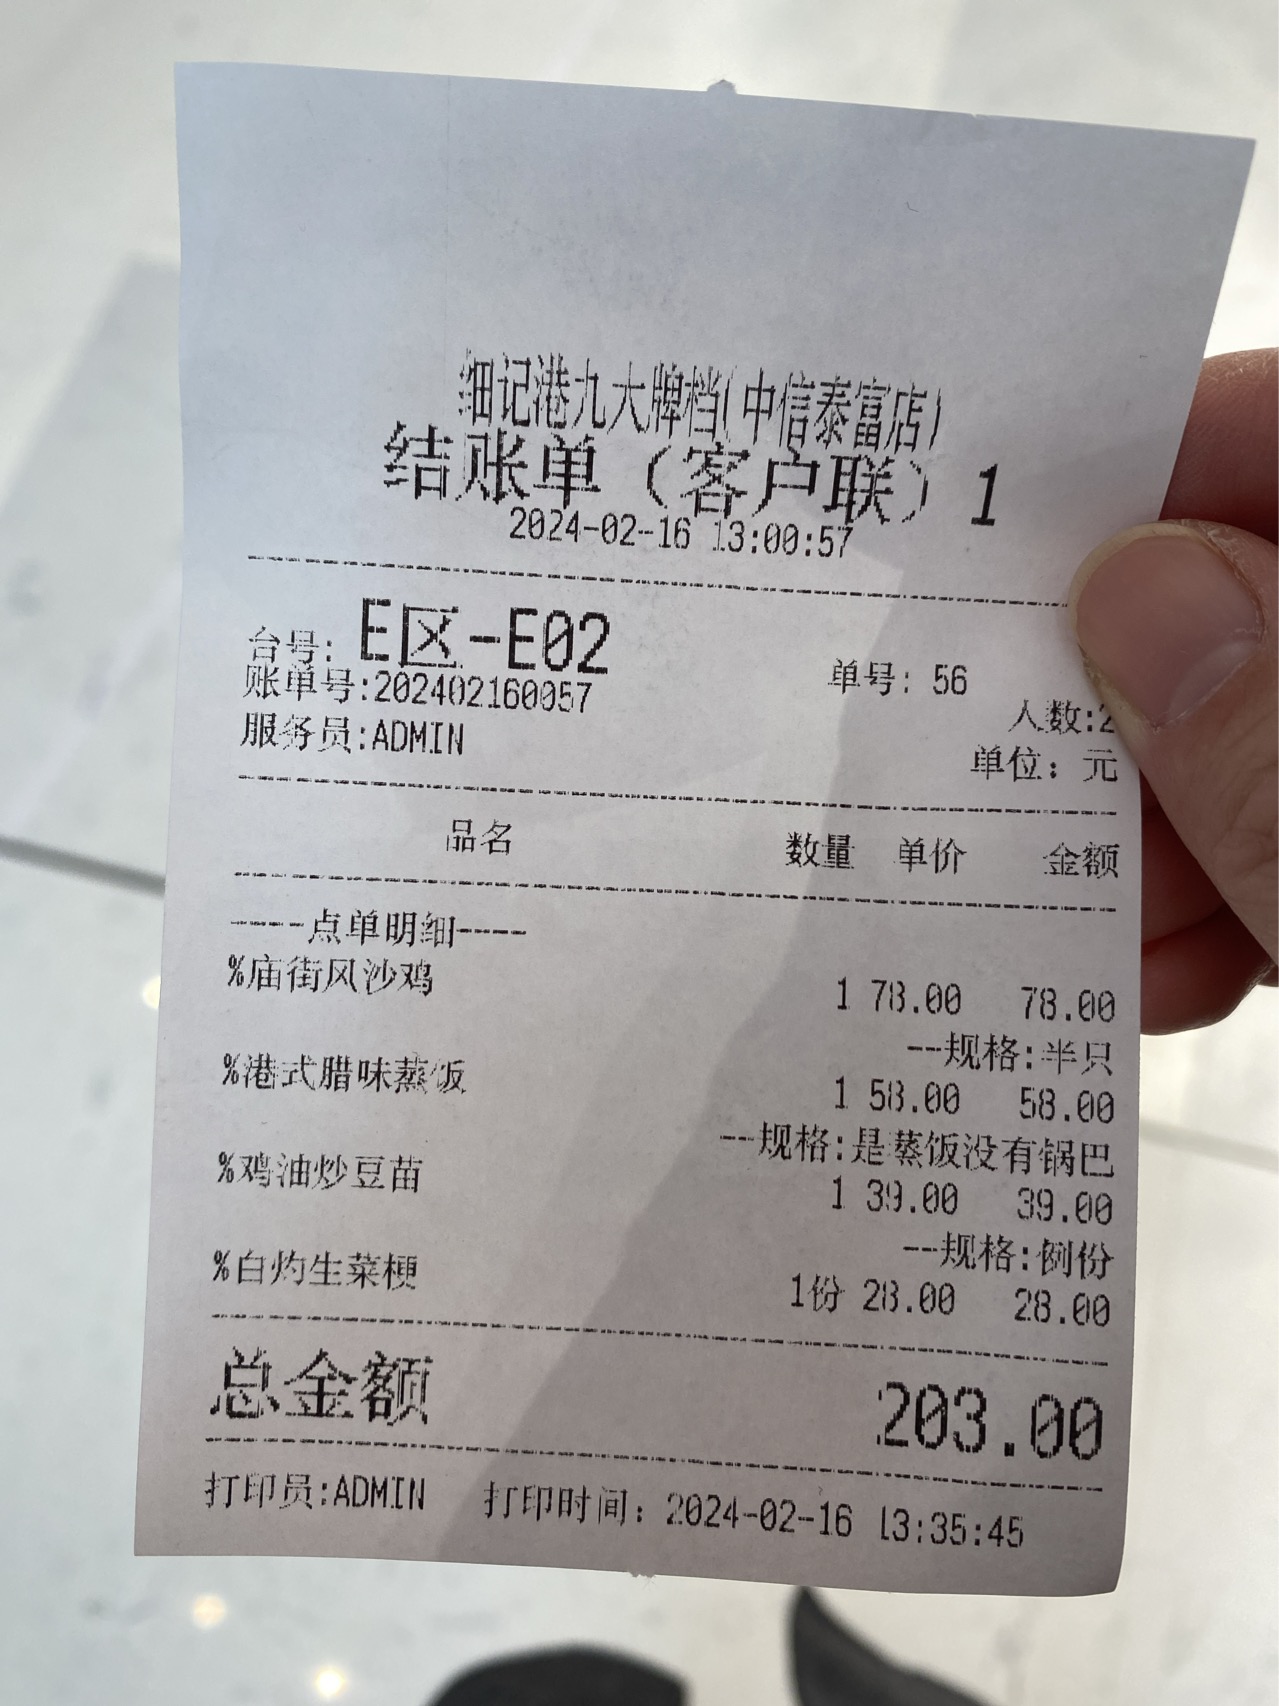 细记港九大牌档(中信泰富店)
结账单（客户联）1
2024-02-16 13:00:57
台号: E区-E02 单号: 56
账单号:202402160057 人数:2
服务员:ADMIN 单位: 元
品名 数量 单价 金额
----点单明细----
%庙街风沙鸡 1 78.00 78.00
--规格:半只
%港式腊味蒸饭 1 58.00 58.00
--规格:是蒸饭没有锅巴
%鸡油炒豆苗 1 39.00 39.00
--规格:例份
%白灼生菜梗 1份 28.00 28.00
总金额 203.00
打印员:ADMIN 打印时间: 2024-02-16 13:35:45